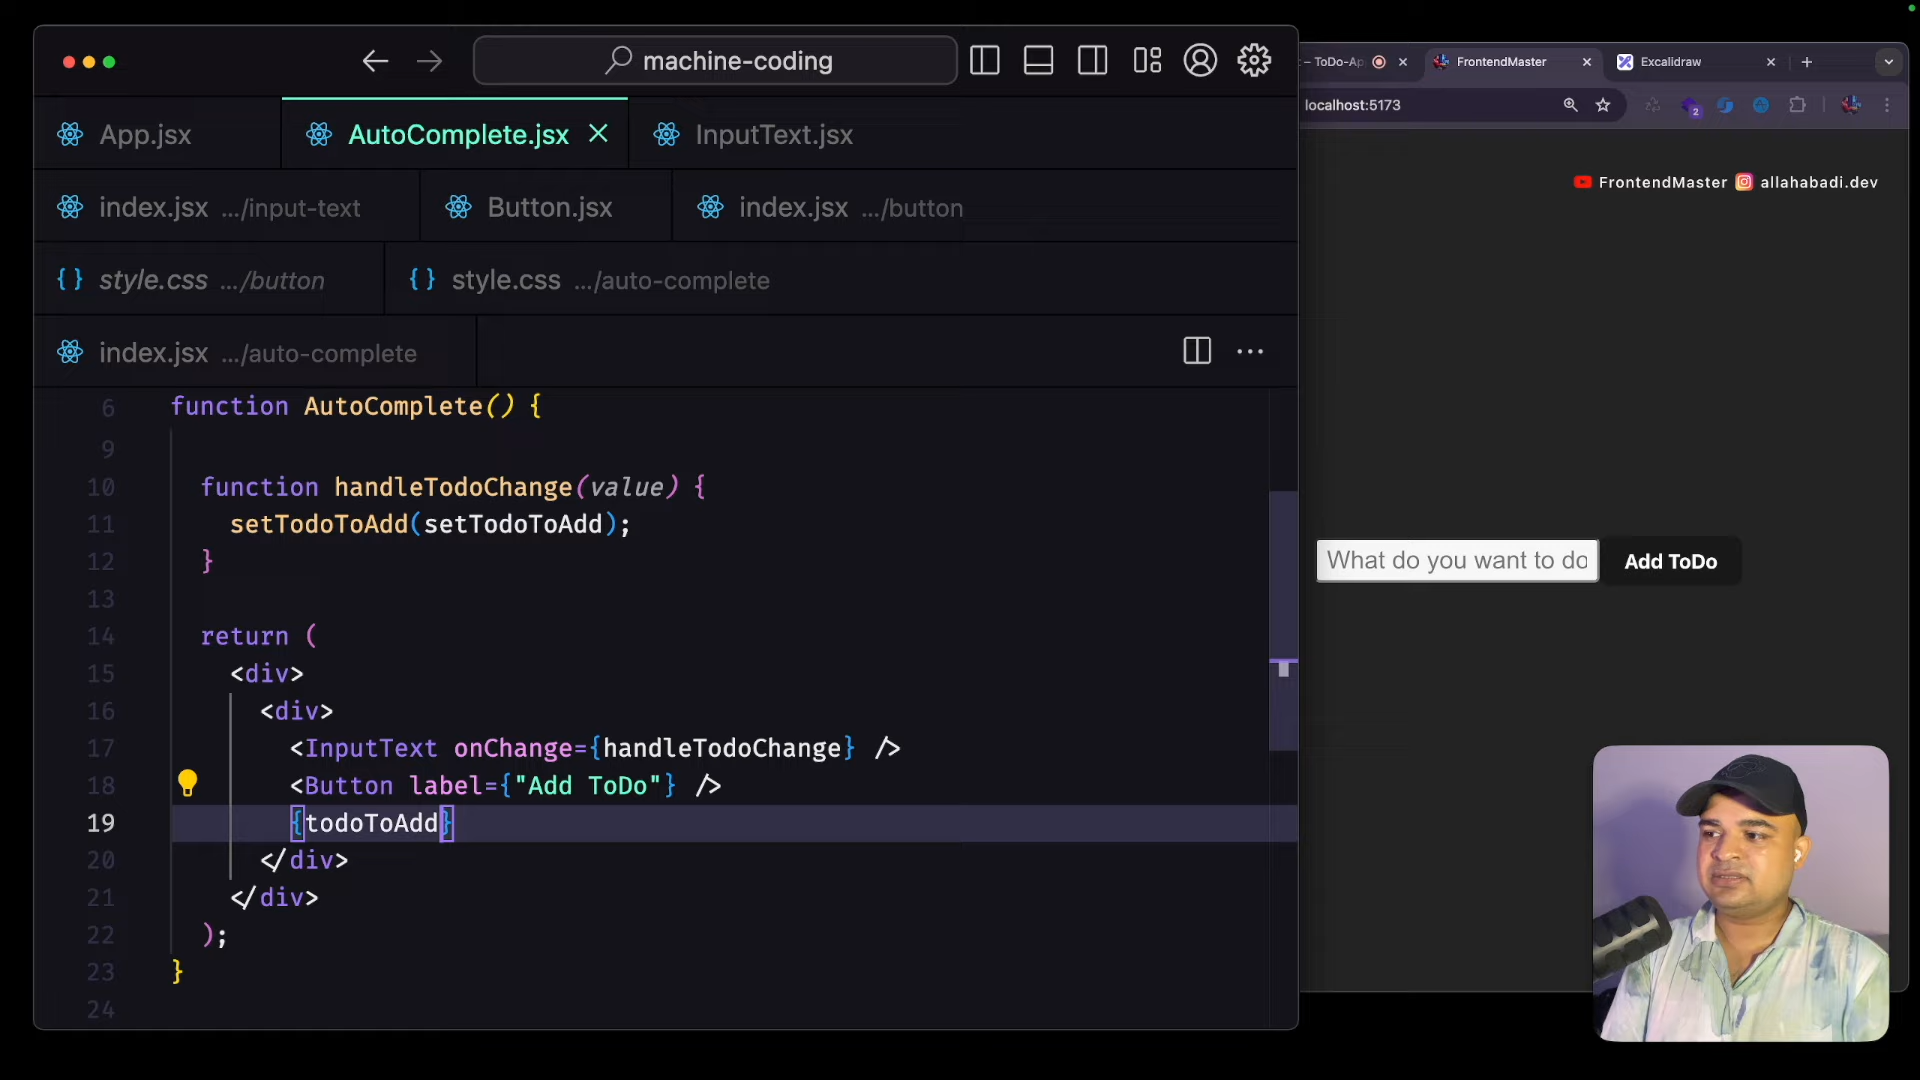 machine-coding
App.jsx
AutoComplete.jsx
InputText.jsx
index.jsx .../input-text
Button.jsx
index.jsx .../button
style.css .../button
style.css .../auto-complete
index.jsx .../auto-complete
6 function AutoComplete() {
9
10 function handleTodoChange(value) {
11 setTodoToAdd(setTodoToAdd);
12 }
13
14 return (
15 <div>
16 <div>
17 <InputText onChange={handleTodoChange} />
18 <Button label={"Add ToDo"} />
19 {todoToAdd}
20 </div>
21 </div>
22 );
23 }
24
– ToDo-Ap
FrontendMaster
Excalidraw
localhost:5173
2
FrontendMaster allahabadi.dev
What do you want to do
Add ToDo